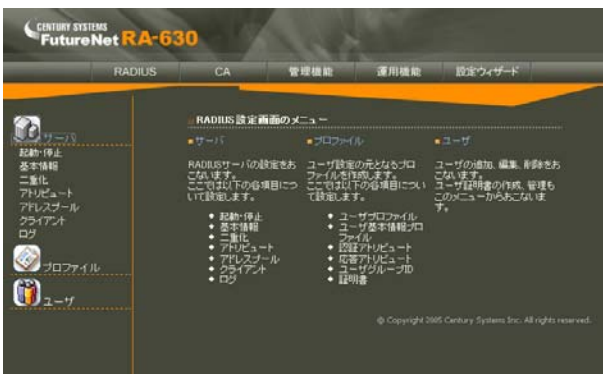 CENTURY SYSTEMS
FutureNet RA-630
RADIUS CA 管理機能 運用機能 設定ウィザード
サーバ
起動・停止
基本情報
二重化
アトリビュート
アドレスプール
クライアント
ログ
プロファイル
ユーザ
RADIUS設定画面のメニュー
サーバ
RADIUSサーバの設定をお
こないます。
ここでは以下の各項目につ
いて設定します。
起動・停止
基本情報
二重化
アトリビュート
アドレスプール
クライアント
ログ
プロファイル
ユーザ設定の元となるプロ
ファイルを作成します。
ここでは以下の各項目につい
て設定します。
ユーザプロファイル
ユーザ基本情報プロ
ファイル
認証アトリビュート
応答アトリビュート
ユーザグループID
証明書
ユーザ
ユーザの追加、編集、削除をお
こないます。
ユーザ証明書の作成、管理も
このメニューからおこないま
す。
© Copyright 2005 Century Systems Inc. All rights reserved.